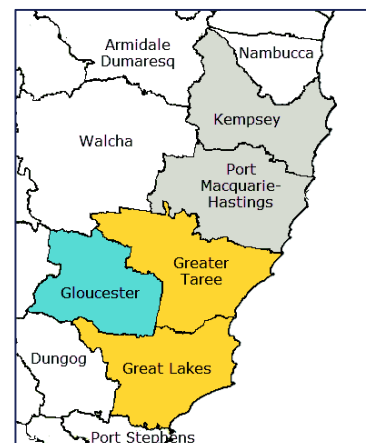 Armidale
Dumaresq
Nambucca
Kempsey
Walcha
Port
Macquarie-
Hastings
Greater
Taree
Gloucester
Dungog
Great Lakes
Port Stephens